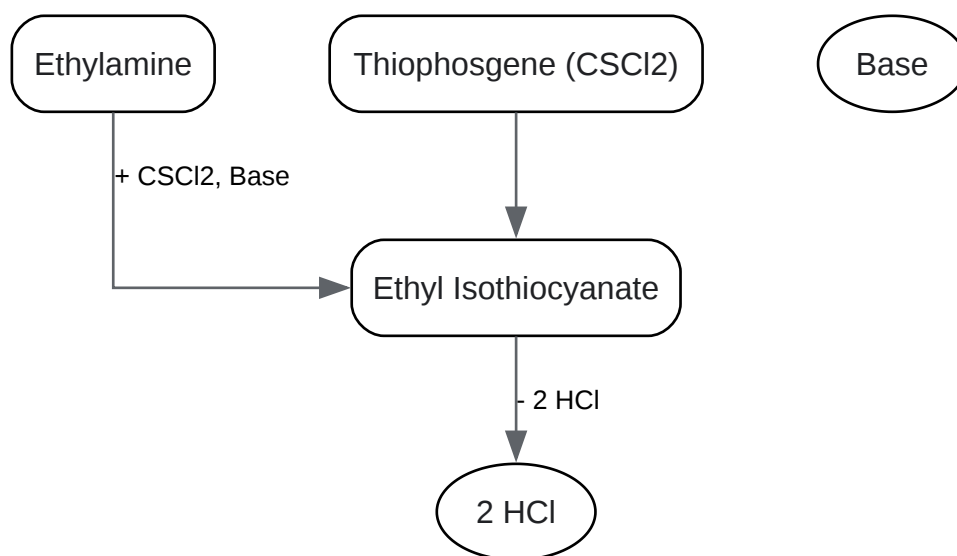 Ethylamine
Thiophosgene (CSCl2)
Base
+ CSCl2, Base
Ethyl Isothiocyanate
- 2 HCl
2 HCl